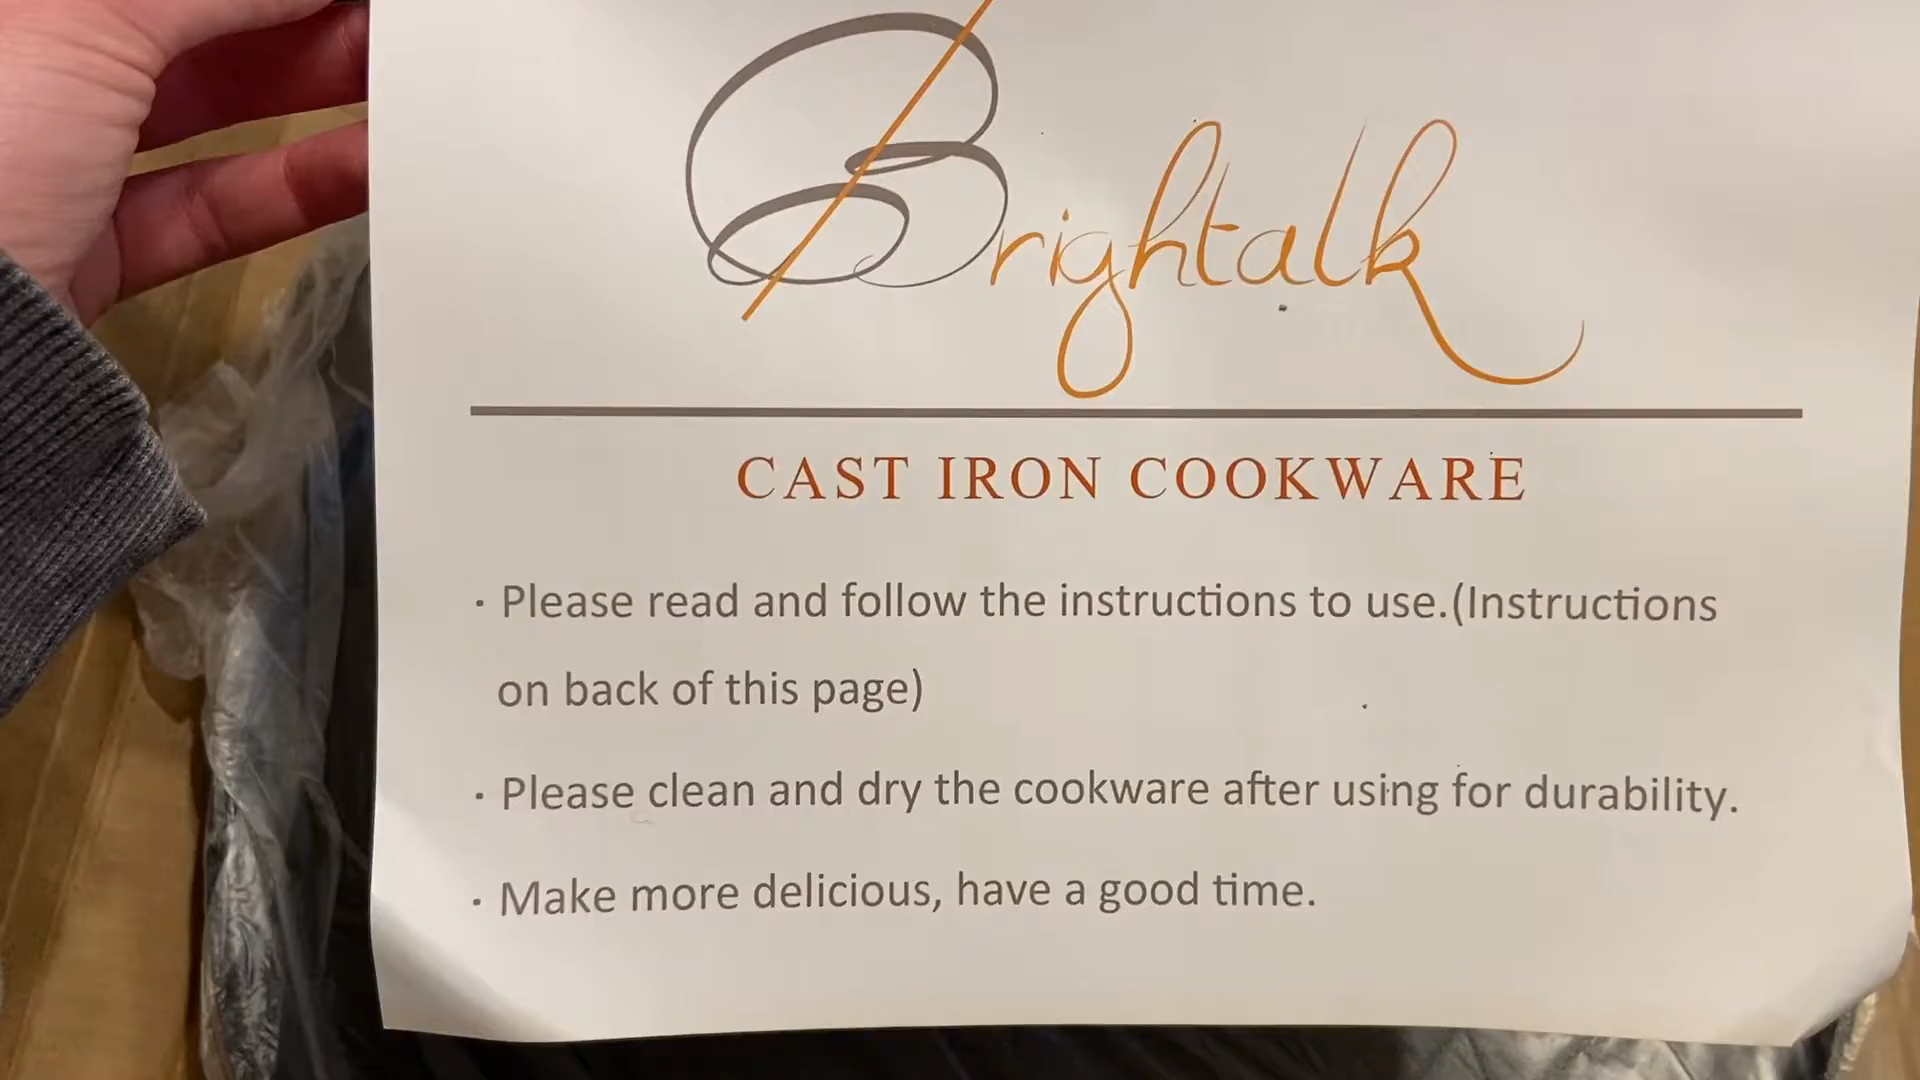 Brightalk
CAST IRON COOKWARE
· Please read and follow the instructions to use.(Instructions
on back of this page)
· Please clean and dry the cookware after using for durability.
· Make more delicious, have a good time.